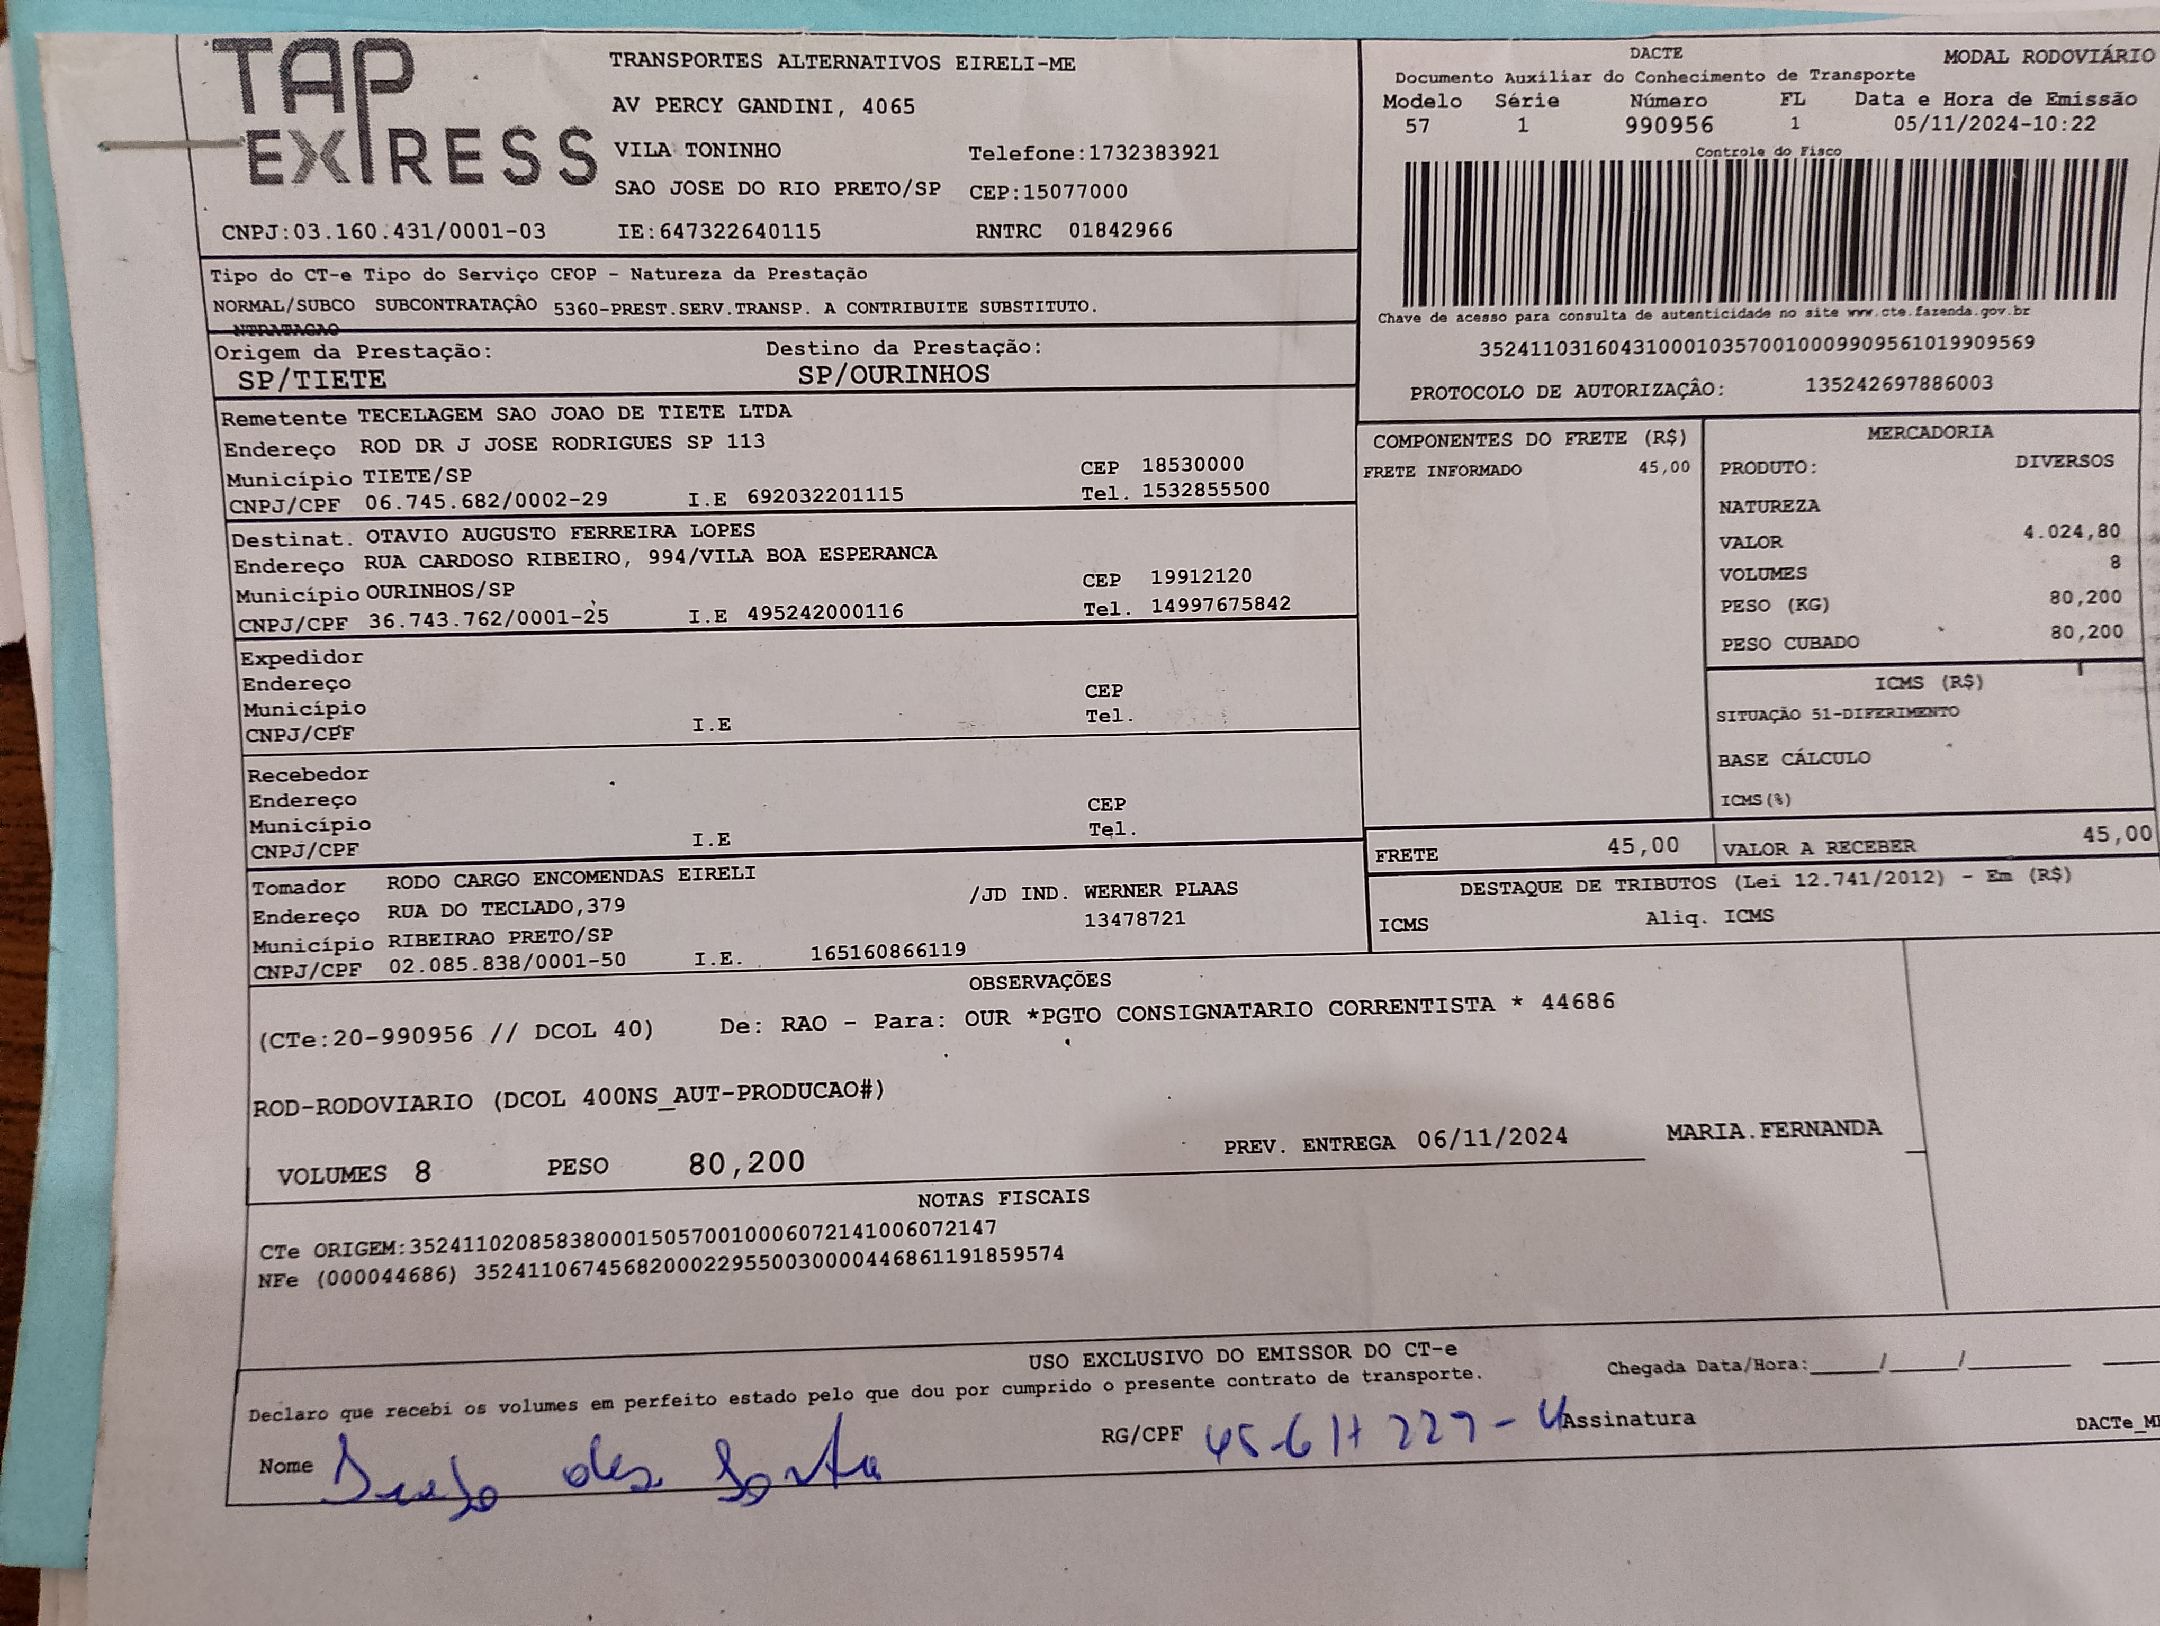 TAP EXPRESS
TRANSPORTES ALTERNATIVOS EIRELI-ME
AV PERCY GANDINI, 4065
VILA TONINHO Telefone:1732383921
SAO JOSE DO RIO PRETO/SP CEP:15077000
CNPJ:03.160.431/0001-03 IE:647322640115 RNTRC 01842966
DACTE MODAL RODOVIÁRIO
Documento Auxiliar do Conhecimento de Transporte
Modelo Série Número FL Data e Hora de Emissão
57 1 990956 1 05/11/2024-10:22
Controle do Fisco
Chave de acesso para consulta de autenticidade no site www.cte.fazenda.gov.br
35241103160431000103570010009909561019909569
PROTOCOLO DE AUTORIZAÇÂO: 135242697886003
Tipo do CT-e Tipo do Serviço CFOP - Natureza da Prestação
NORMAL/SUBCO SUBCONTRATAÇÂO 5360-PREST.SERV.TRANSP. A CONTRIBUITE SUBSTITUTO.
NTRATACAO
Origem da Prestação: Destino da Prestação:
SP/TIETE SP/OURINHOS
Remetente TECELAGEM SAO JOAO DE TIETE LTDA
Endereço ROD DR J JOSE RODRIGUES SP 113
Município TIETE/SP CEP 18530000
CNPJ/CPF 06.745.682/0002-29 I.E 692032201115 Tel. 1532855500
Destinat. OTAVIO AUGUSTO FERREIRA LOPES
Endereço RUA CARDOSO RIBEIRO, 994/VILA BOA ESPERANCA
Município OURINHOS/SP CEP 19912120
CNPJ/CPF 36.743.762/0001-25 I.E 495242000116 Tel. 14997675842
Expedidor
Endereço
Município CEP
CNPJ/CPF I.E Tel.
Recebedor
Endereço
Município CEP
CNPJ/CPF I.E Tel.
Tomador RODO CARGO ENCOMENDAS EIRELI
Endereço RUA DO TECLADO,379 /JD IND. WERNER PLAAS
Município RIBEIRAO PRETO/SP 13478721
CNPJ/CPF 02.085.838/0001-50 I.E. 165160866119
COMPONENTES DO FRETE (R$)
FRETE INFORMADO 45,00
MERCADORIA
PRODUTO: DIVERSOS
NATUREZA
VALOR 4.024,80
VOLUMES 8
PESO (KG) 80,200
PESO CUBADO 80,200
ICMS (R$)
SITUAÇÃO 51-DIFERIMENTO
BASE CÁLCULO
ICMS(%)
FRETE 45,00 VALOR A RECEBER 45,00
DESTAQUE DE TRIBUTOS (Lei 12.741/2012) - Em (R$)
ICMS Aliq. ICMS
OBSERVAÇÕES
(CTe:20-990956 // DCOL 40) De: RAO - Para: OUR *PGTO CONSIGNATARIO CORRENTISTA * 44686
ROD-RODOVIARIO (DCOL 400NS_AUT-PRODUCAO#)
VOLUMES 8 PESO 80,200 PREV. ENTREGA 06/11/2024 MARIA.FERNANDA
NOTAS FISCAIS
CTe ORIGEM:35241102085838000150570010006072141006072147
NFe (000044686) 35241106745682000229550030000446861191859574
USO EXCLUSIVO DO EMISSOR DO CT-e
Declaro que recebi os volumes em perfeito estado pelo que dou por cumprido o presente contrato de transporte. Chegada Data/Hora:_____/_____/_______
Nome RG/CPF Assinatura DACTe_M